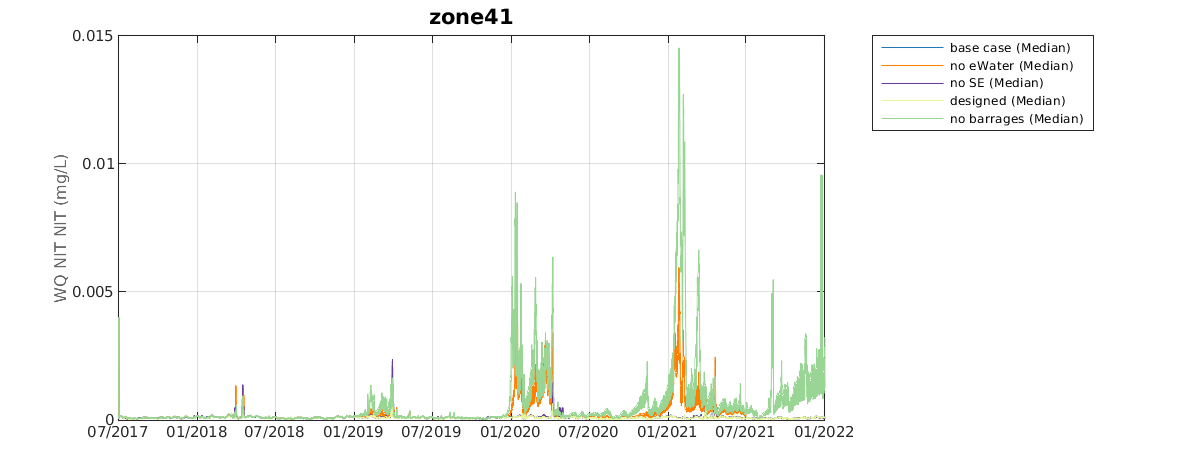 zone41
0.015
0.01
0.005
0
WQ NIT NIT (mg/L)
07/2017 01/2018 07/2018 01/2019 07/2019 01/2020 07/2020 01/2021 07/2021 01/2022
base case (Median)
no eWater (Median)
no SE (Median)
designed (Median)
no barrages (Median)